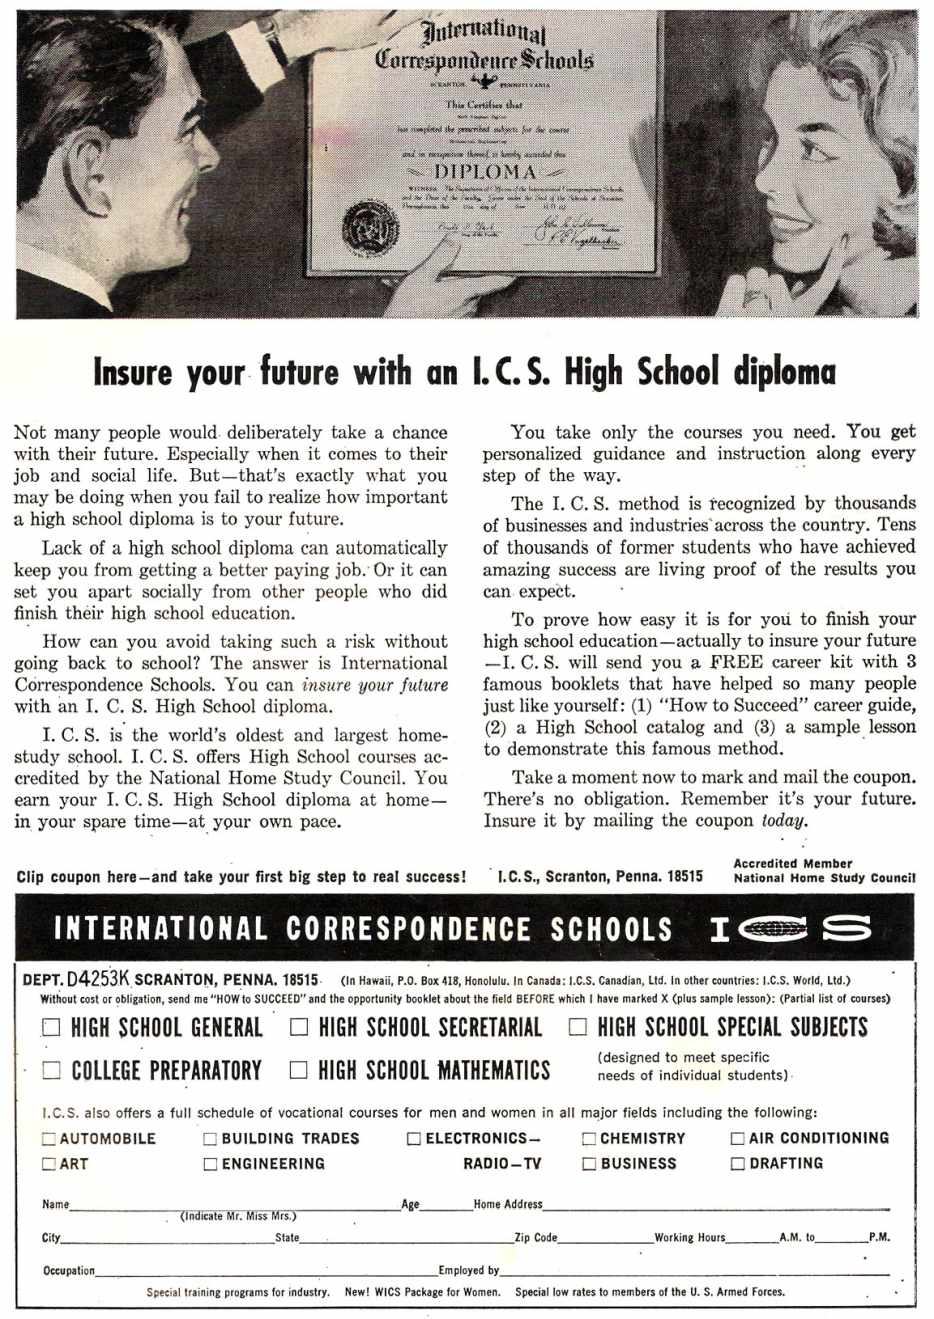 International
Correspondence Schools
SCRANTON PENNSYLVANIA
This Certifies that
has completed the prescribed subjects for the course
and in recognition thereof is hereby awarded this
DIPLOMA
Insure your future with an I.C.S. High School diploma
Not many people would deliberately take a chance
with their future. Especially when it comes to their
job and social life. But—that's exactly what you
may be doing when you fail to realize how important
a high school diploma is to your future.
Lack of a high school diploma can automatically
keep you from getting a better paying job. Or it can
set you apart socially from other people who did
finish their high school education.
How can you avoid taking such a risk without
going back to school? The answer is International
Correspondence Schools. You can insure your future
with an I. C. S. High School diploma.
I. C. S. is the world's oldest and largest home-
study school. I. C. S. offers High School courses ac-
credited by the National Home Study Council. You
earn your I. C. S. High School diploma at home—
in your spare time—at your own pace.
You take only the courses you need. You get
personalized guidance and instruction along every
step of the way.
The I. C. S. method is recognized by thousands
of businesses and industries across the country. Tens
of thousands of former students who have achieved
amazing success are living proof of the results you
can expect.
To prove how easy it is for you to finish your
high school education—actually to insure your future
—I. C. S. will send you a FREE career kit with 3
famous booklets that have helped so many people
just like yourself: (1) "How to Succeed" career guide,
(2) a High School catalog and (3) a sample lesson
to demonstrate this famous method.
Take a moment now to mark and mail the coupon.
There's no obligation. Remember it's your future.
Insure it by mailing the coupon today.
Clip coupon here—and take your first big step to real success! I.C.S., Scranton, Penna. 18515
Accredited Member
National Home Study Council
INTERNATIONAL CORRESPONDENCE SCHOOLS ICS
DEPT. D4253K SCRANTON, PENNA. 18515 (In Hawaii, P.O. Box 418, Honolulu. In Canada: I.C.S. Canadian, Ltd. In other countries: I.C.S. World, Ltd.)
Without cost or obligation, send me "HOW to SUCCEED" and the opportunity booklet about the field BEFORE which I have marked X (plus sample lesson): (Partial list of courses)
HIGH SCHOOL GENERAL HIGH SCHOOL SECRETARIAL HIGH SCHOOL SPECIAL SUBJECTS
COLLEGE PREPARATORY HIGH SCHOOL MATHEMATICS
(designed to meet specific
needs of individual students)
I.C.S. also offers a full schedule of vocational courses for men and women in all major fields including the following:
AUTOMOBILE BUILDING TRADES ELECTRONICS— CHEMISTRY AIR CONDITIONING
ART ENGINEERING RADIO—TV BUSINESS DRAFTING
Name Age Home Address
(Indicate Mr. Miss Mrs.)
City State Zip Code Working Hours A.M. to P.M.
Occupation Employed by
Special training programs for industry. New! WICS Package for Women. Special low rates to members of the U. S. Armed Forces.